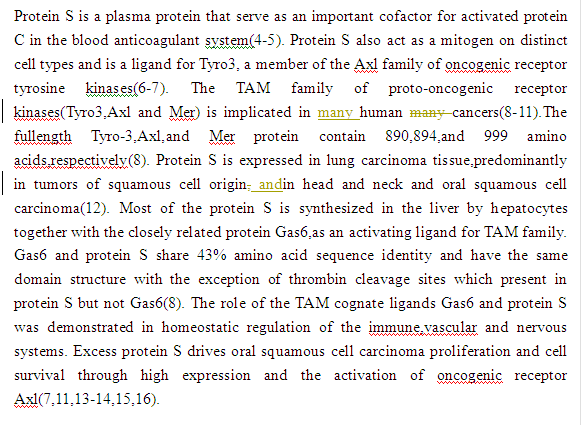 Protein S is a plasma protein that serve as an important cofactor for activated protein
C in the blood anticoagulant system(4-5). Protein S also act as a mitogen on distinct
cell types and is a ligand for Tyro3, a member of the Axl family of oncogenic receptor
tyrosine kinases(6-7). The TAM family of proto-oncogenic receptor
kinases(Tyro3,Axl and Mer) is implicated in many human many cancers(8-11).The
fullength Tyro-3,Axl,and Mer protein contain 890,894,and 999 amino
acids,respectively(8). Protein S is expressed in lung carcinoma tissue,predominantly
in tumors of squamous cell origin, andin head and neck and oral squamous cell
carcinoma(12). Most of the protein S is synthesized in the liver by hepatocytes
together with the closely related protein Gas6,as an activating ligand for TAM family.
Gas6 and protein S share 43% amino acid sequence identity and have the same
domain structure with the exception of thrombin cleavage sites which present in
protein S but not Gas6(8). The role of the TAM cognate ligands Gas6 and protein S
was demonstrated in homeostatic regulation of the immune,vascular and nervous
systems. Excess protein S drives oral squamous cell carcinoma proliferation and cell
survival through high expression and the activation of oncogenic receptor
Axl(7,11,13-14,15,16).